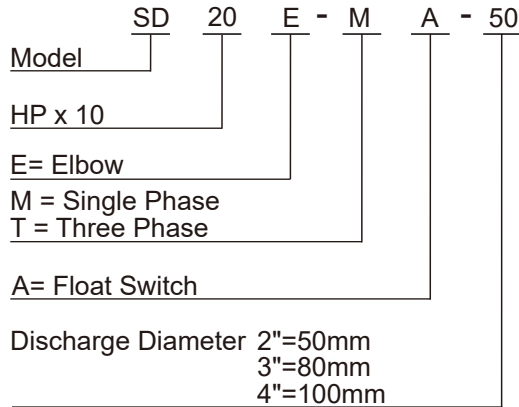 SD 20 E - M A - 50
Model
HP x 10
E= Elbow
M = Single Phase
T = Three Phase
A= Float Switch
Discharge Diameter 2"=50mm
3"=80mm
4"=100mm